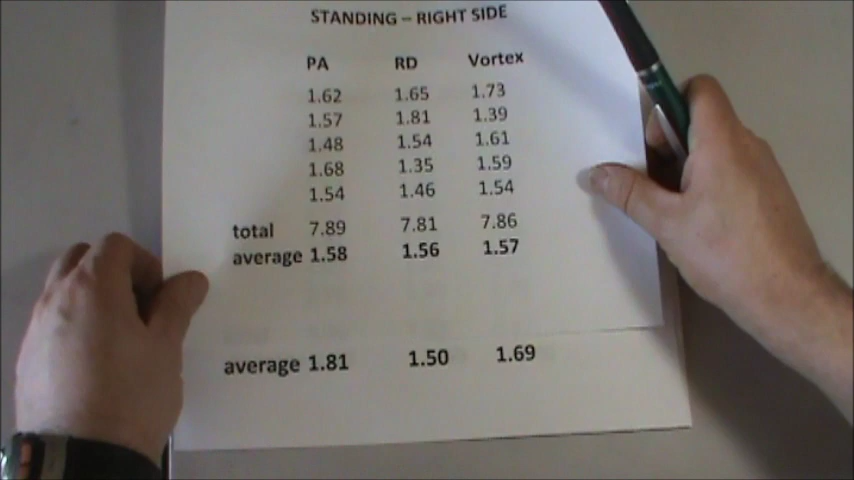 STANDING – RIGHT SIDE
PA RD Vortex
1.62 1.65 1.73
1.57 1.81 1.39
1.48 1.54 1.61
1.68 1.35 1.59
1.54 1.46 1.54
total 7.89 7.81 7.86
average 1.58 1.56 1.57
average 1.81 1.50 1.69